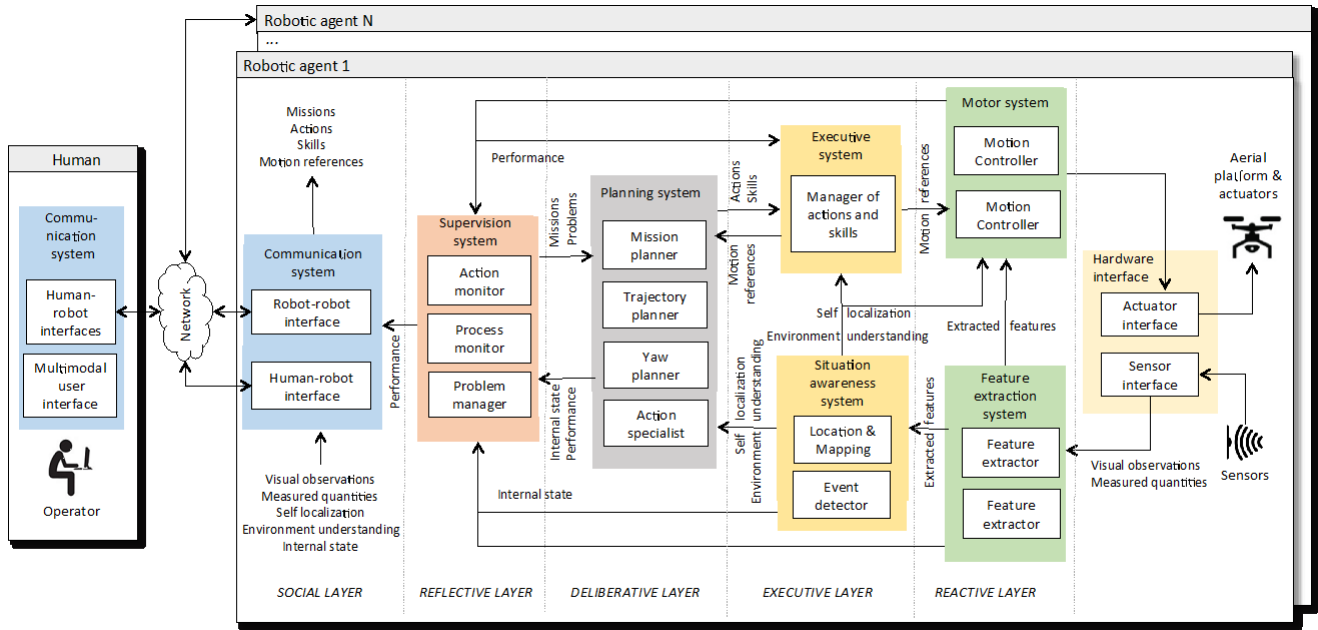 Robotic agent N
...
Robotic agent 1
Human
Commu-
nication
system
Human-
robot
interfaces
Multimodal
user
interface
Operator
Network
Missions
Actions
Skills
Motion references
Communication
system
Robot-robot
interface
Human-robot
interface
Visual observations
Measured quantities
Self localization
Environment understanding
Internal state
SOCIAL LAYER
Performance
Supervision
system
Action
monitor
Process
monitor
Problem
manager
REFLECTIVE LAYER
Performance
Missions
Problems
Internal state
Performance
Internal state
Planning system
Mission
planner
Trajectory
planner
Yaw
planner
Action
specialist
DELIBERATIVE LAYER
Actions
Skills
Motion
references
Self localization
Environment understanding
Executive
system
Manager of
actions and
skills
Self localization
Environment understanding
Situation
awareness
system
Location &
Mapping
Event
detector
EXECUTIVE LAYER
Motion references
Extracted features
Extracted features
Motor system
Motion
Controller
Motion
Controller
Feature
extraction
system
Feature
extractor
Feature
extractor
REACTIVE LAYER
Hardware
interface
Actuator
interface
Sensor
interface
Visual observations
Measured quantities
Aerial
platform &
actuators
Sensors